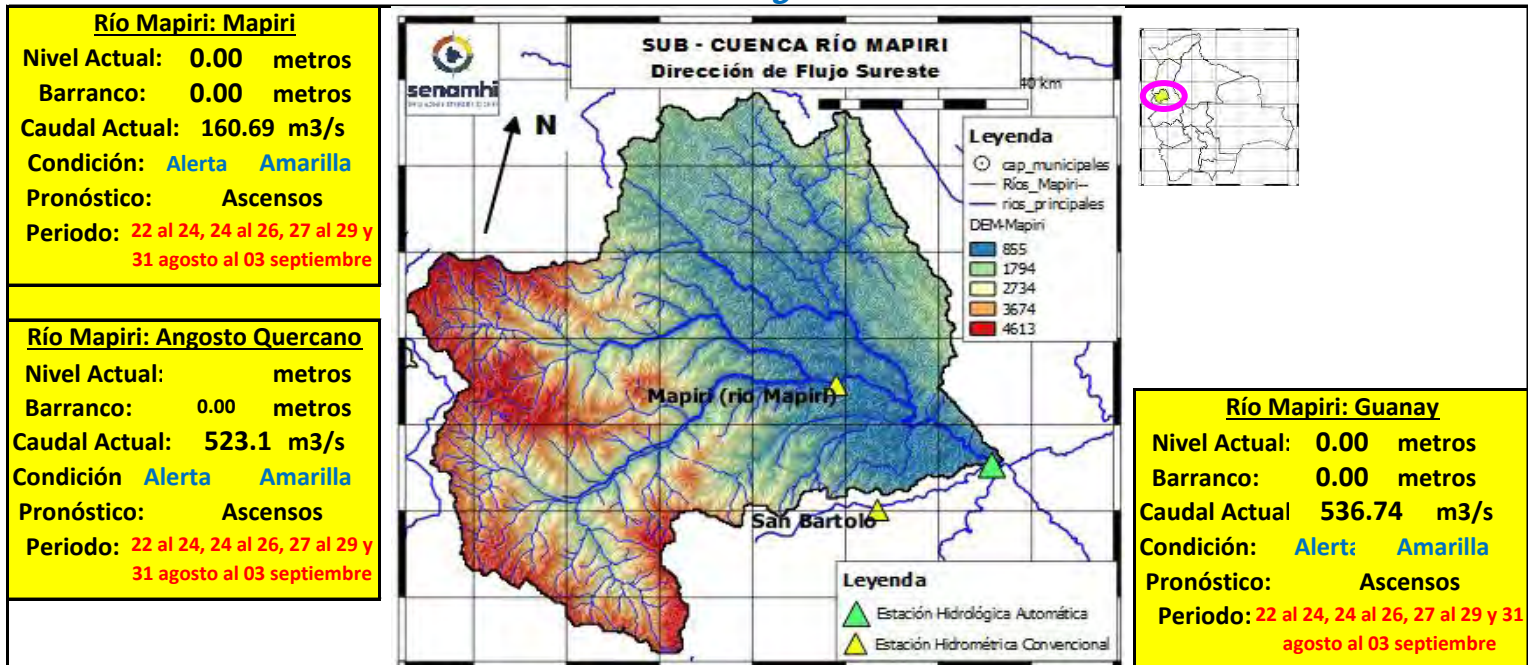 Río Mapiri: Mapiri
Nivel Actual: 0.00 metros
Barranco: 0.00 metros
Caudal Actual: 160.69 m3/s
Condición: Alerta Amarilla
Pronóstico: Ascensos
Periodo: 22 al 24, 24 al 26, 27 al 29 y
31 agosto al 03 septiembre
Río Mapiri: Angosto Quercano
Nivel Actual: metros
Barranco: 0.00 metros
Caudal Actual: 523.1 m3/s
Condición Alerta Amarilla
Pronóstico: Ascensos
Periodo: 22 al 24, 24 al 26, 27 al 29 y
31 agosto al 03 septiembre
senamhi
SUB - CUENCA RÍO MAPIRI
Dirección de Flujo Sureste
40 km
N
Leyenda
cap_municipales
Ríos_Mapiri--
rios_principales
DEM-Mapiri
855
1794
2734
3674
4613
Mapiri (rio Mapiri)
San Bartolo
Leyenda
Estación Hidrológica Automática
Estación Hidrométrica Convencional
Río Mapiri: Guanay
Nivel Actual: 0.00 metros
Barranco: 0.00 metros
Caudal Actual 536.74 m3/s
Condición: Alerta Amarilla
Pronóstico: Ascensos
Periodo: 22 al 24, 24 al 26, 27 al 29 y 31
agosto al 03 septiembre